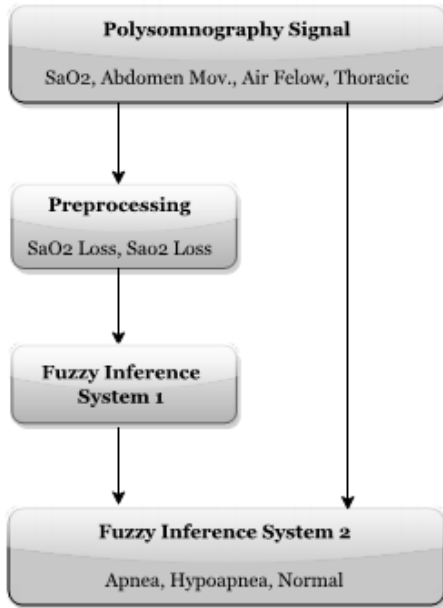 Polysomnography Signal
SaO2, Abdomen Mov., Air Felow, Thoracic
Preprocessing
SaO2 Loss, Sao2 Loss
Fuzzy Inference
System 1
Fuzzy Inference System 2
Apnea, Hypoapnea, Normal